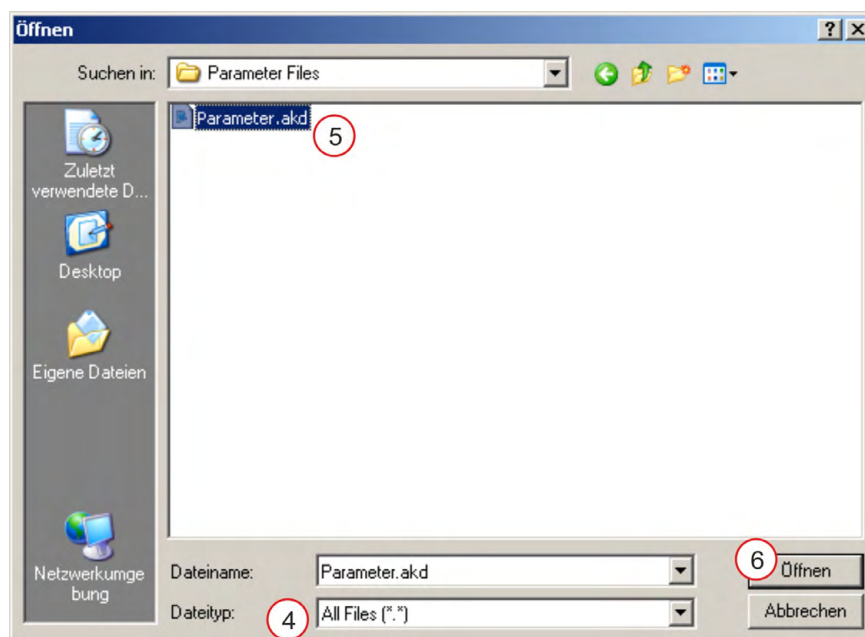 Öffnen
Suchen in: Parameter Files
Parameter.akd
5
Zuletzt
verwendete D...
Desktop
Eigene Dateien
Netzwerkumge
bung
Dateiname: Parameter.akd
6 Öffnen
Dateityp: 4 All Files (*.*)
Abbrechen